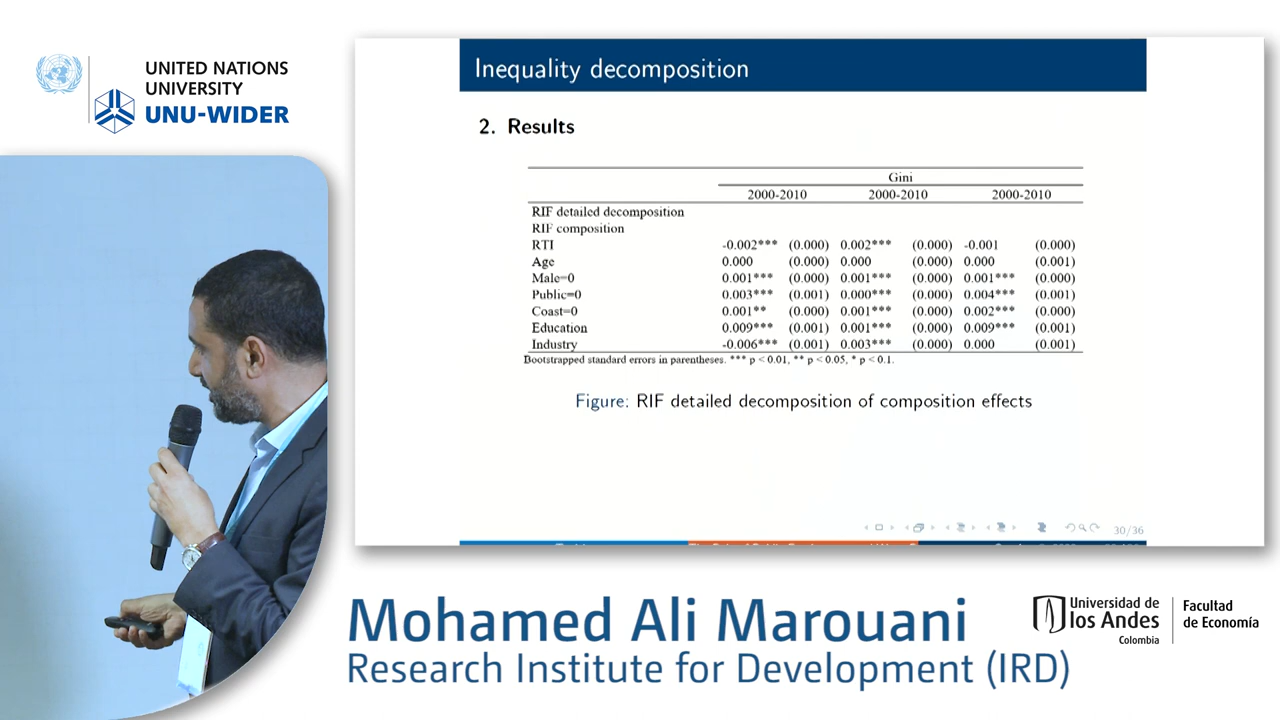 UNITED NATIONS
UNIVERSITY
UNU-WIDER
Inequality decomposition
2. Results
Gini
2000-2010 2000-2010 2000-2010
RIF detailed decomposition
RIF composition
RTI -0.002*** (0.000) 0.002*** (0.000) -0.001 (0.000)
Age 0.000 (0.000) 0.000 (0.000) 0.000 (0.001)
Male=0 0.001*** (0.000) 0.001*** (0.000) 0.001*** (0.000)
Public=0 0.003*** (0.001) 0.000*** (0.000) 0.004*** (0.001)
Coast=0 0.001** (0.000) 0.001*** (0.000) 0.002*** (0.000)
Education 0.009*** (0.001) 0.001*** (0.000) 0.009*** (0.001)
Industry -0.006*** (0.001) 0.003*** (0.000) 0.000 (0.001)
Bootstrapped standard errors in parentheses. *** p < 0.01, ** p < 0.05, * p < 0.1.
Figure: RIF detailed decomposition of composition effects
30/36
Mohamed Ali Marouani
Research Institute for Development (IRD)
Universidad de
los Andes
Colombia
Facultad
de Economía